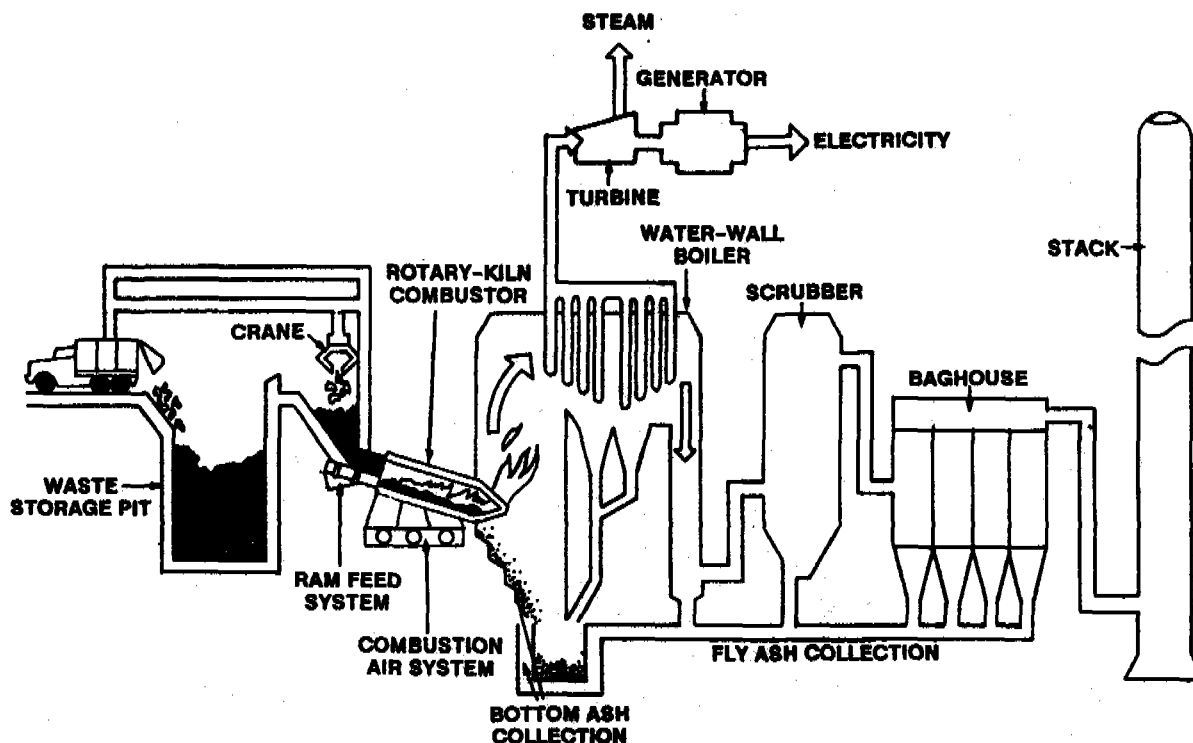 STEAM
GENERATOR
ELECTRICITY
TURBINE
WATER-WALL
BOILER
STACK
ROTARY-KILN
COMBUSTOR
SCRUBBER
CRANE
BAGHOUSE
WASTE
STORAGE PIT
RAM FEED
SYSTEM
COMBUSTION
AIR SYSTEM
FLY ASH COLLECTION
BOTTOM ASH
COLLECTION